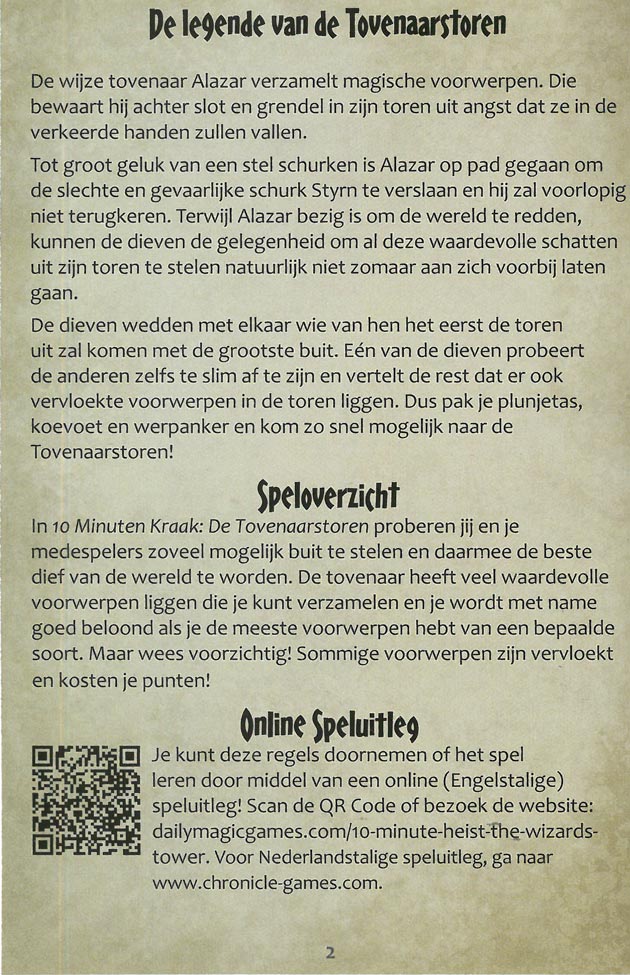 De legende van de Tovenaarstoren
De wijze tovenaar Alazar verzamelt magische voorwerpen. Die
bewaart hij achter slot en grendel in zijn toren uit angst dat ze in de
verkeerde handen zullen vallen.
Tot groot geluk van een stel schurken is Alazar op pad gegaan om
de slechte en gevaarlijke schurk Styrn te verslaan en hij zal voorlopig
niet terugkeren. Terwijl Alazar bezig is om de wereld te redden,
kunnen de dieven de gelegenheid om al deze waardevolle schatten
uit zijn toren te stelen natuurlijk niet zomaar aan zich voorbij laten
gaan.
De dieven wedden met elkaar wie van hen het eerst de toren
uit zal komen met de grootste buit. Eén van de dieven probeert
de anderen zelfs te slim af te zijn en vertelt de rest dat er ook
vervloekte voorwerpen in de toren liggen. Dus pak je plunjetas,
koevoet en werpanker en kom zo snel mogelijk naar de
Tovenaarstoren!
Speloverzicht
In 10 Minuten Kraak: De Tovenaarstoren proberen jij en je
medespelers zoveel mogelijk buit te stelen en daarmee de beste
dief van de wereld te worden. De tovenaar heeft veel waardevolle
voorwerpen liggen die je kunt verzamelen en je wordt met name
goed beloond als je de meeste voorwerpen hebt van een bepaalde
soort. Maar wees voorzichtig! Sommige voorwerpen zijn vervloekt
en kosten je punten!
Online Speluitleg
Je kunt deze regels doornemen of het spel
leren door middel van een online (Engelstalige)
speluitleg! Scan de QR Code of bezoek de website:
dailymagicgames.com/10-minute-heist-the-wizards-
tower. Voor Nederlandstalige speluitleg, ga naar
www.chronicle-games.com.
2